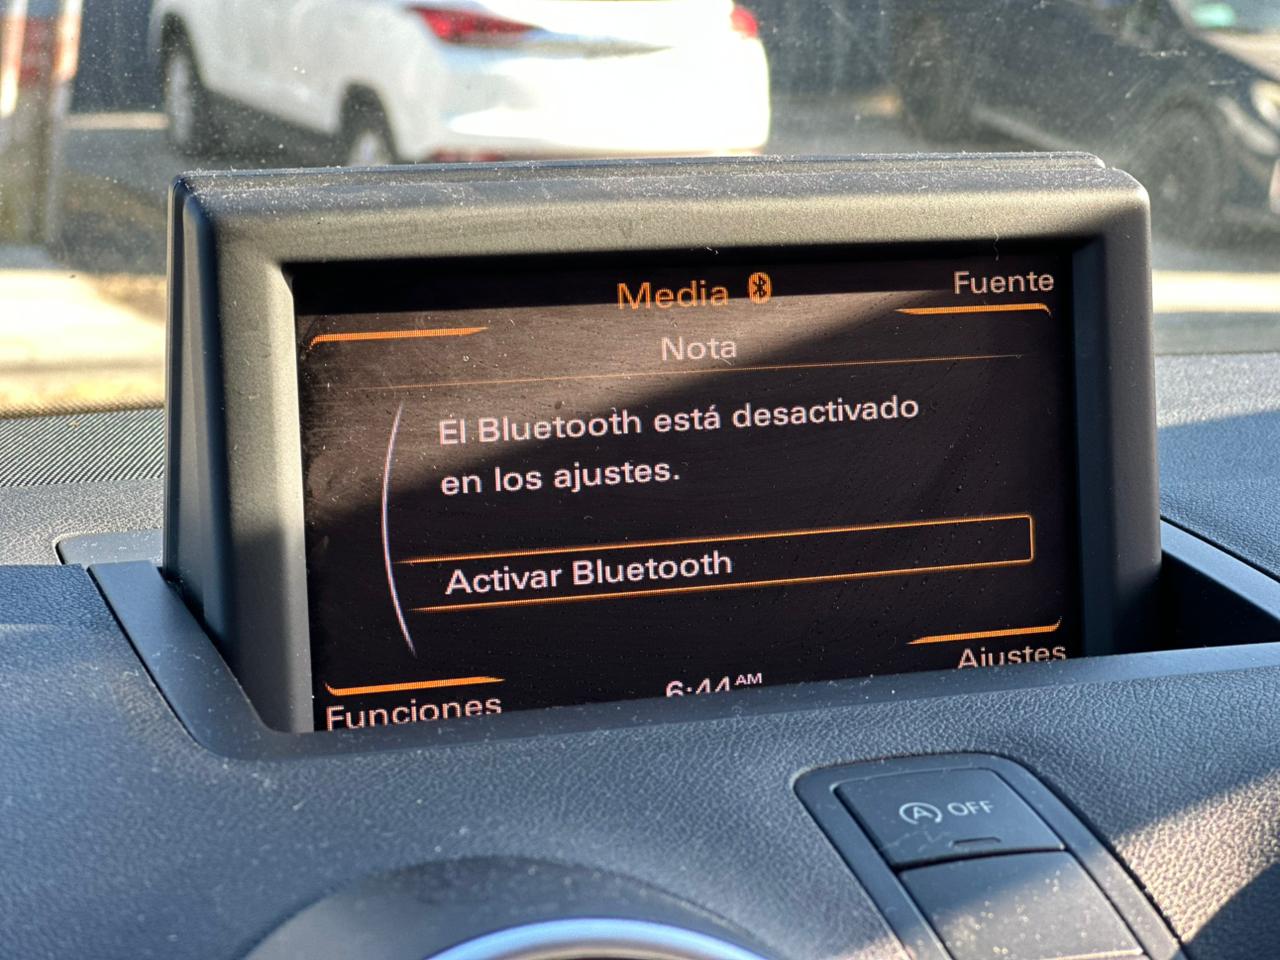 Media
Fuente
Nota
El Bluetooth está desactivado
en los ajustes.
Activar Bluetooth
Ajustes
6:44 AM
Funciones
A OFF